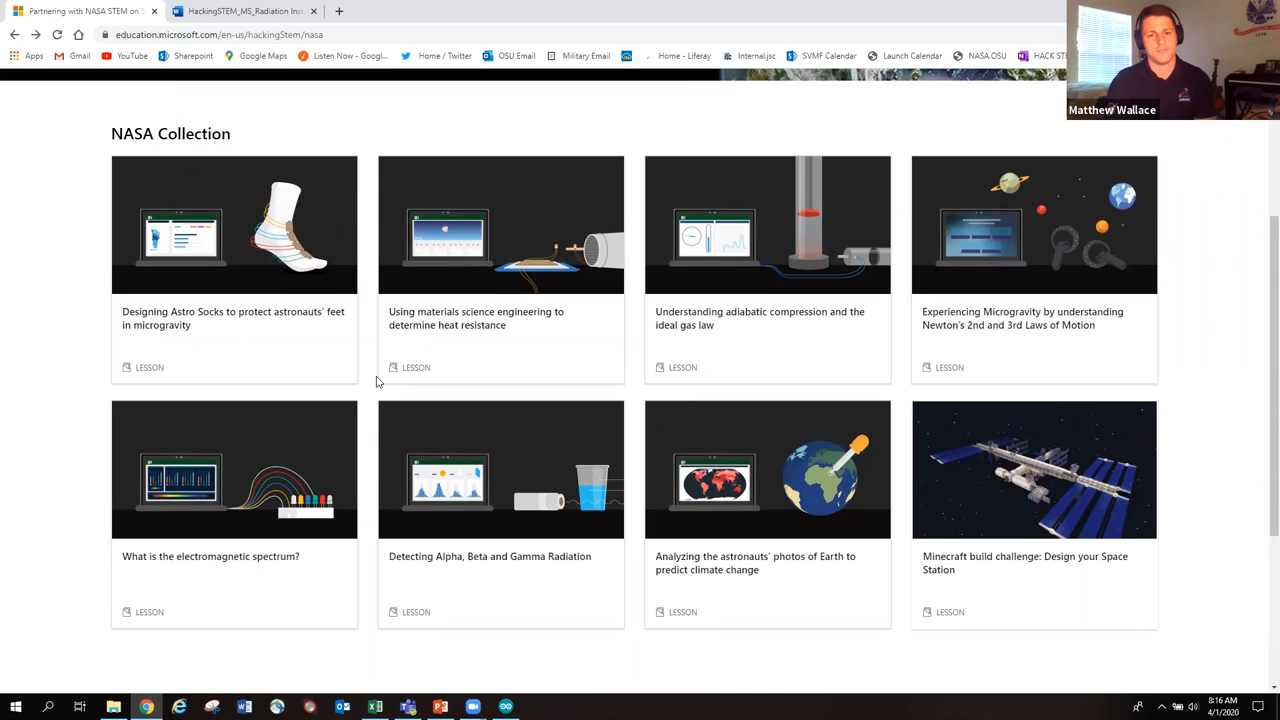 Partnering with NASA STEM on S
HackingSTEM_MS_Radiation Inst
education.microsoft.com/en-us/HackingStem/nasa
Apps
Gmail
YouTube
Sharepoint
Google Maps
Listen Now - Googl
Home / Twitter
OSU Email
Military Email
Home - Liferay
Internal.jsc
SVMF Calendar
Launch Calendar
NASA.OSU
HACK STE
Matthew Wallace
NASA Collection
Designing Astro Socks to protect astronauts' feet
in microgravity
LESSON
Using materials science engineering to
determine heat resistance
LESSON
Understanding adiabatic compression and the
ideal gas law
LESSON
Experiencing Microgravity by understanding
Newton's 2nd and 3rd Laws of Motion
LESSON
What is the electromagnetic spectrum?
LESSON
Detecting Alpha, Beta and Gamma Radiation
LESSON
Analyzing the astronauts' photos of Earth to
predict climate change
LESSON
Minecraft build challenge: Design your Space
Station
LESSON
8:16 AM
4/1/2020